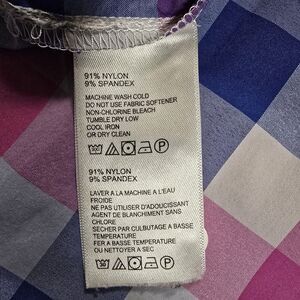 91% NYLON
9% SPANDEX
MACHINE WASH COLD
DO NOT USE FABRIC SOFTENER
NON-CHLORINE BLEACH
TUMBLE DRY LOW
COOL IRON
OR DRY CLEAN
91% NYLON
9% SPANDEX
LAVER A LA MACHINE A L'EAU
FROIDE
NE PAS UTILISER D'ADOUCISSANT
AGENT DE BLANCHIMENT SANS
CHLORE
SECHER PAR CULBUTAGE A BASSE
TEMPERATURE
FER A BASSE TEMPERATURE
OU NETTOYER A SEC